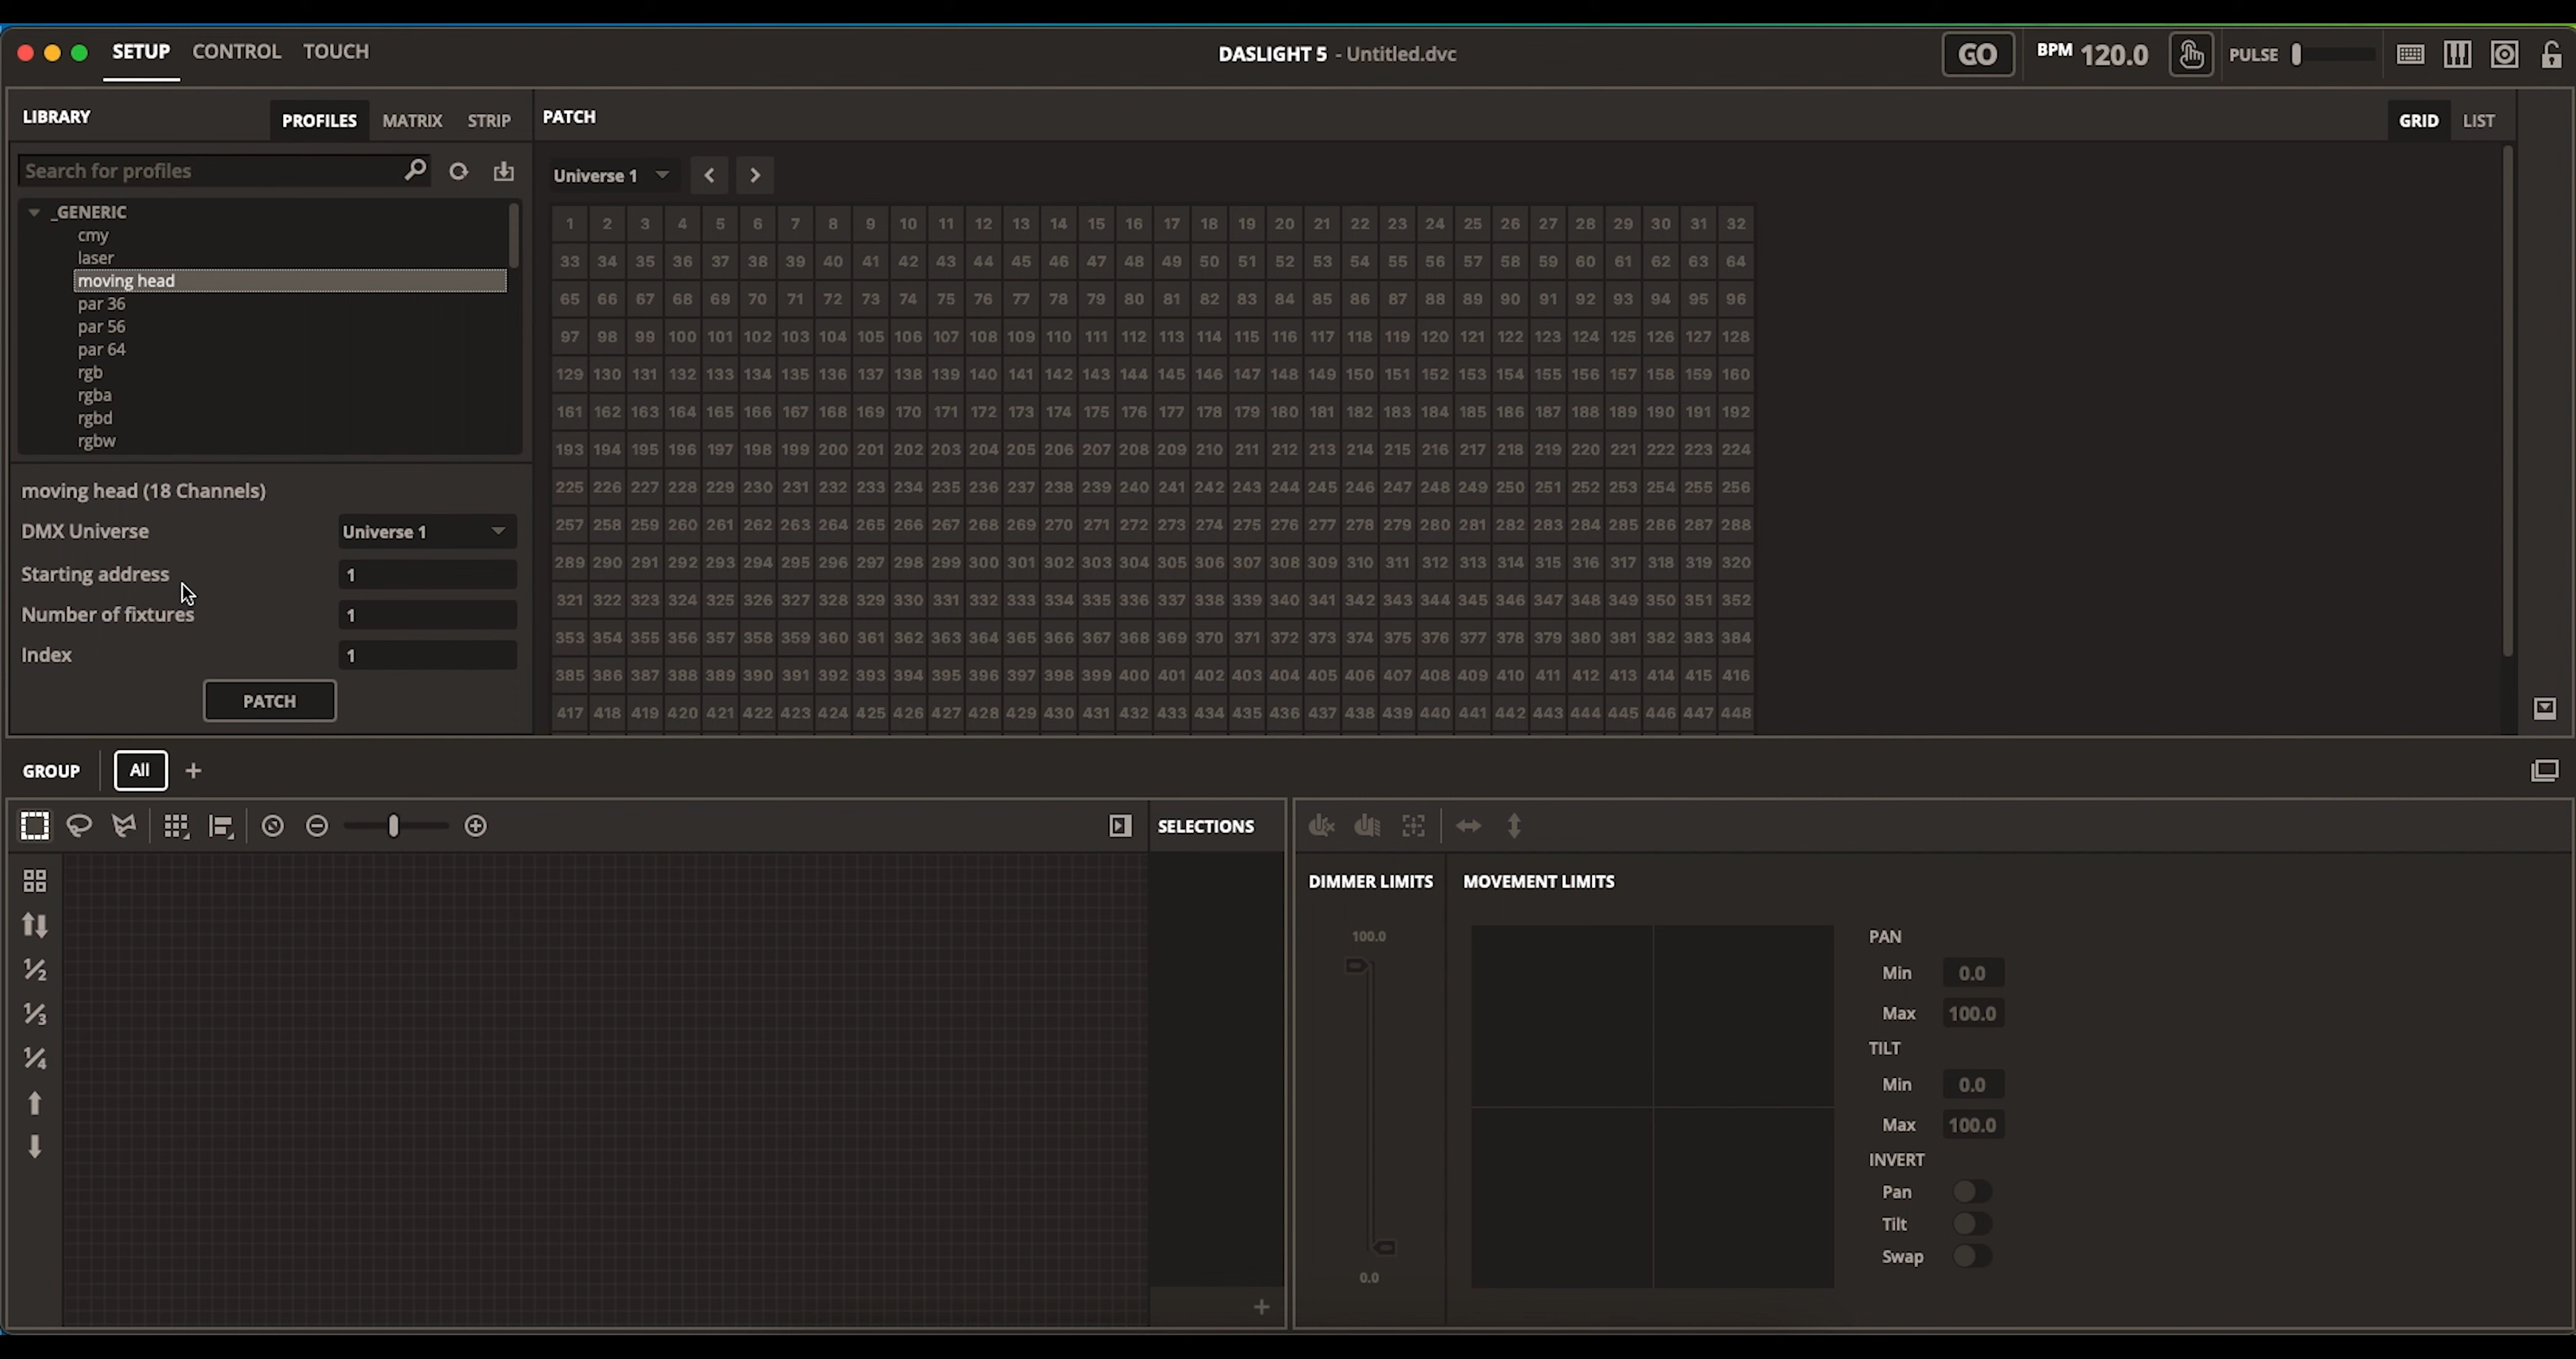 SETUP CONTROL TOUCH
DASLIGHT 5 - Untitled.dvc
GO BPM 120.0 PULSE
LIBRARY PROFILES MATRIX STRIP
Search for profiles
_GENERIC
cmy
laser
moving head
par 36
par 56
par 64
rgb
rgba
rgbd
rgbw
moving head (18 Channels)
DMX Universe Universe 1
Starting address 1
Number of fixtures 1
Index 1
PATCH
PATCH GRID LIST
Universe 1 < >
1 2 3 4 5 6 7 8 9 10 11 12 13 14 15 16 17 18 19 20 21 22 23 24 25 26 27 28 29 30 31 32
33 34 35 36 37 38 39 40 41 42 43 44 45 46 47 48 49 50 51 52 53 54 55 56 57 58 59 60 61 62 63 64
65 66 67 68 69 70 71 72 73 74 75 76 77 78 79 80 81 82 83 84 85 86 87 88 89 90 91 92 93 94 95 96
97 98 99 100 101 102 103 104 105 106 107 108 109 110 111 112 113 114 115 116 117 118 119 120 121 122 123 124 125 126 127 128
129 130 131 132 133 134 135 136 137 138 139 140 141 142 143 144 145 146 147 148 149 150 151 152 153 154 155 156 157 158 159 160
161 162 163 164 165 166 167 168 169 170 171 172 173 174 175 176 177 178 179 180 181 182 183 184 185 186 187 188 189 190 191 192
193 194 195 196 197 198 199 200 201 202 203 204 205 206 207 208 209 210 211 212 213 214 215 216 217 218 219 220 221 222 223 224
225 226 227 228 229 230 231 232 233 234 235 236 237 238 239 240 241 242 243 244 245 246 247 248 249 250 251 252 253 254 255 256
257 258 259 260 261 262 263 264 265 266 267 268 269 270 271 272 273 274 275 276 277 278 279 280 281 282 283 284 285 286 287 288
289 290 291 292 293 294 295 296 297 298 299 300 301 302 303 304 305 306 307 308 309 310 311 312 313 314 315 316 317 318 319 320
321 322 323 324 325 326 327 328 329 330 331 332 333 334 335 336 337 338 339 340 341 342 343 344 345 346 347 348 349 350 351 352
353 354 355 356 357 358 359 360 361 362 363 364 365 366 367 368 369 370 371 372 373 374 375 376 377 378 379 380 381 382 383 384
385 386 387 388 389 390 391 392 393 394 395 396 397 398 399 400 401 402 403 404 405 406 407 408 409 410 411 412 413 414 415 416
417 418 419 420 421 422 423 424 425 426 427 428 429 430 431 432 433 434 435 436 437 438 439 440 441 442 443 444 445 446 447 448
GROUP All +
SELECTIONS
1/2
1/3
1/4
+
DIMMER LIMITS
100.0
0.0
MOVEMENT LIMITS
PAN
Min 0.0
Max 100.0
TILT
Min 0.0
Max 100.0
INVERT
Pan
Tilt
Swap